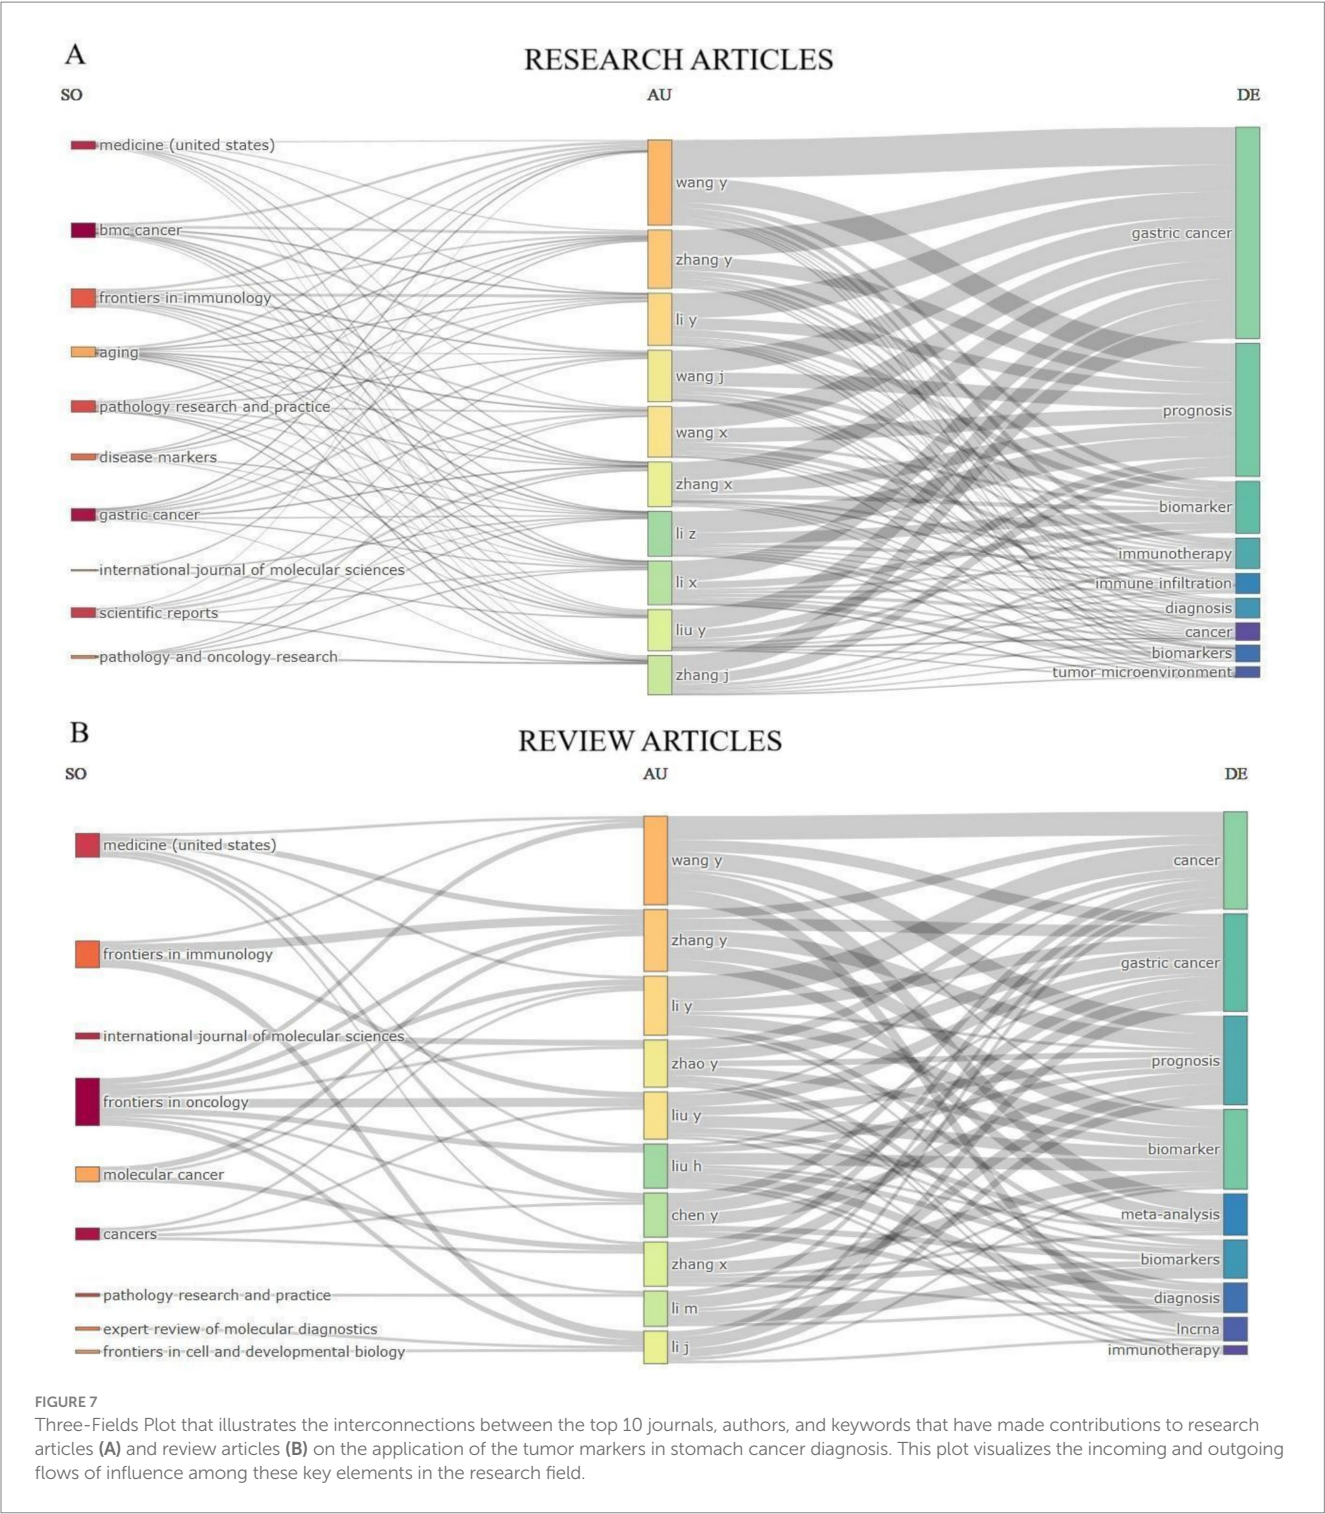 A
RESEARCH ARTICLES
SO
AU
DE
medicine (united states)
bmc cancer
frontiers in immunology
aging
pathology research and practice
disease markers
gastric cancer
international journal of molecular sciences
scientific reports
pathology and oncology research
wang y
zhang y
li y
wang j
wang x
zhang x
li z
li x
liu y
zhang j
gastric cancer
prognosis
biomarker
immunotherapy
immune infiltration
diagnosis
cancer
biomarkers
tumor microenvironment
B
REVIEW ARTICLES
SO
AU
DE
medicine (united states)
frontiers in immunology
international journal of molecular sciences
frontiers in oncology
molecular cancer
cancers
pathology research and practice
expert review of molecular diagnostics
frontiers in cell and developmental biology
wang y
zhang y
li y
zhao y
liu y
liu h
chen y
zhang x
li m
li j
cancer
gastric cancer
prognosis
biomarker
meta-analysis
biomarkers
diagnosis
lncrna
immunotherapy
FIGURE 7
Three-Fields Plot that illustrates the interconnections between the top 10 journals, authors, and keywords that have made contributions to research
articles (A) and review articles (B) on the application of the tumor markers in stomach cancer diagnosis. This plot visualizes the incoming and outgoing
flows of influence among these key elements in the research field.